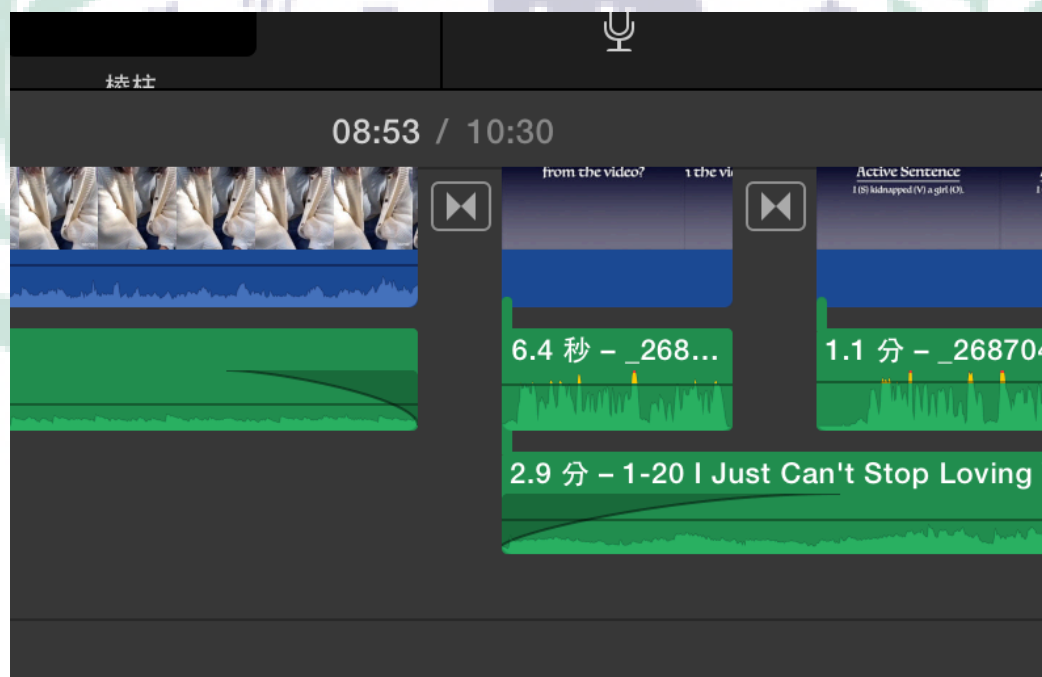 08:53 / 10:30
from the video?
Active Sentence
I (S) kidnapped (V) a girl (O).
6.4 秒 – _268...
1.1 分 – _268704
2.9 分 – 1-20 I Just Can't Stop Loving